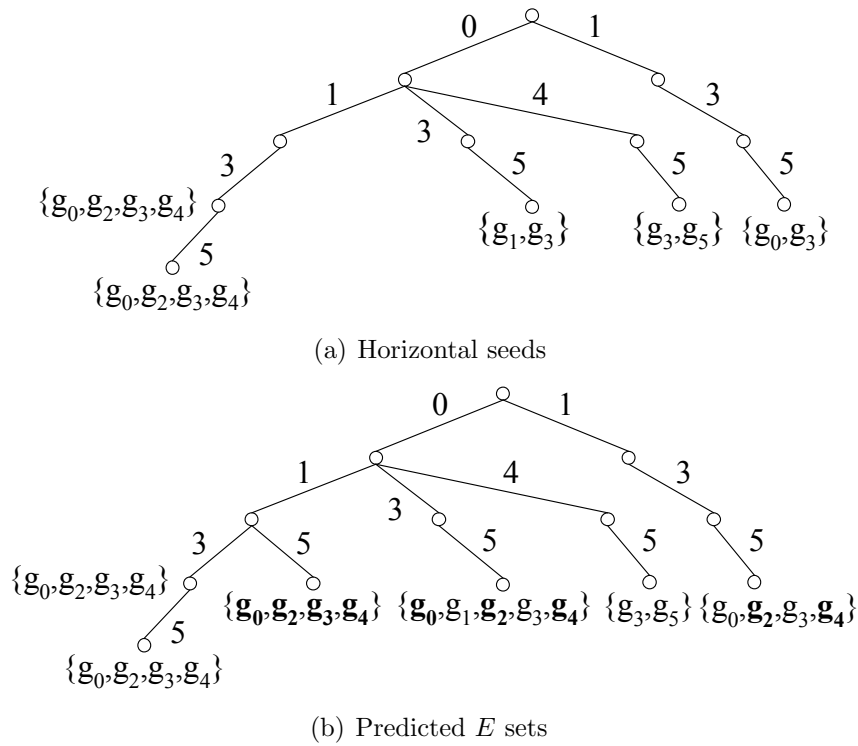 0 1
1 3 4 3
3 5 5 5
{g₀,g₂,g₃,g₄}
{g₁,g₃} {g₃,g₅} {g₀,g₃}
5
{g₀,g₂,g₃,g₄}
(a) Horizontal seeds
0 1
1 3 4 3
3 5 5 5 5
{g₀,g₂,g₃,g₄}
{g₀,g₂,g₃,g₄} {g₀,g₁,g₂,g₃,g₄} {g₃,g₅} {g₀,g₂,g₃,g₄}
5
{g₀,g₂,g₃,g₄}
(b) Predicted E sets